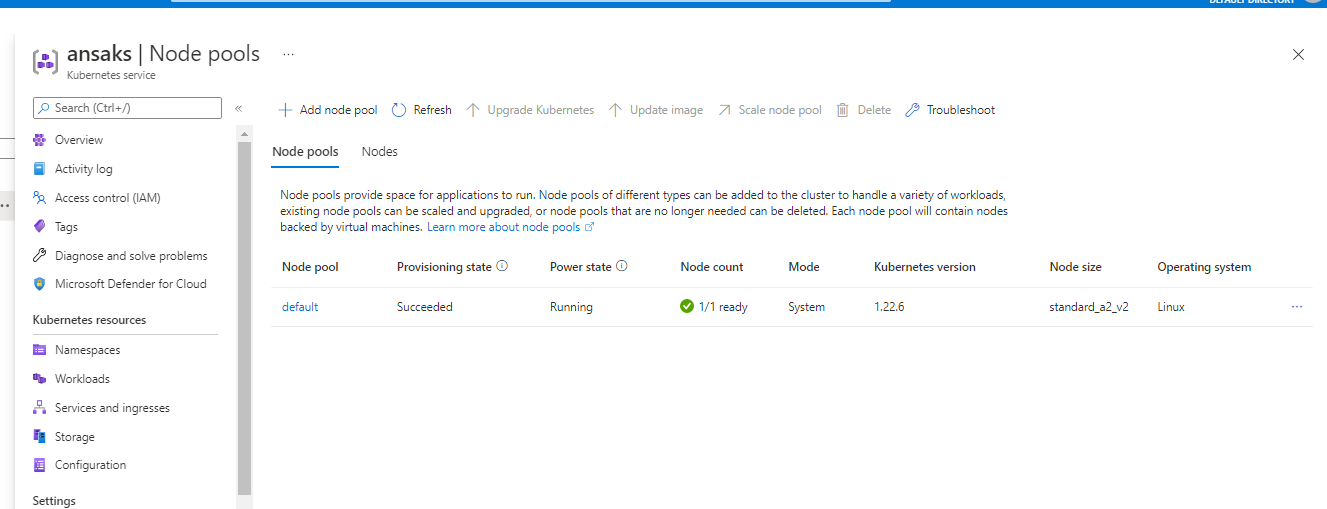 DEFAULT DIRECTORY
ansaks | Node pools ...
Kubernetes service
Search (Ctrl+/) «
Add node pool Refresh Upgrade Kubernetes Update image Scale node pool Delete Troubleshoot
Overview
Activity log
Access control (IAM)
Tags
Diagnose and solve problems
Microsoft Defender for Cloud
Kubernetes resources
Namespaces
Workloads
Services and ingresses
Storage
Configuration
Settings
Node pools Nodes
Node pools provide space for applications to run. Node pools of different types can be added to the cluster to handle a variety of workloads,
existing node pools can be scaled and upgraded, or node pools that are no longer needed can be deleted. Each node pool will contain nodes
backed by virtual machines. Learn more about node pools
Node pool Provisioning state Power state Node count Mode Kubernetes version Node size Operating system
default Succeeded Running 1/1 ready System 1.22.6 standard_a2_v2 Linux ...